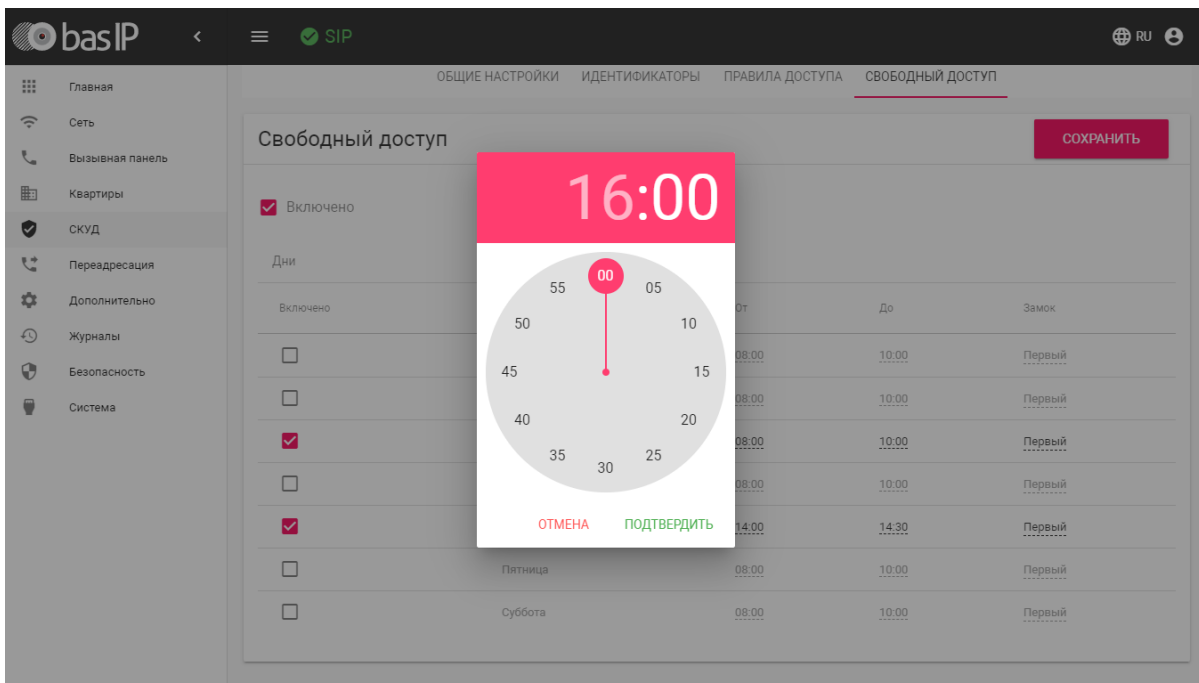 basIP
SIP
RU
Главная
Сеть
Вызывная панель
Квартиры
СКУД
Переадресация
Дополнительно
Журналы
Безопасность
Система
ОБЩИЕ НАСТРОЙКИ ИДЕНТИФИКАТОРЫ ПРАВИЛА ДОСТУПА СВОБОДНЫЙ ДОСТУП
Свободный доступ
СОХРАНИТЬ
Включено
Дни
Включено От До Замок
08:00 10:00 Первый
08:00 10:00 Первый
08:00 10:00 Первый
08:00 10:00 Первый
14:00 14:30 Первый
Пятница 08:00 10:00 Первый
Суббота 08:00 10:00 Первый
16:00
00
55 05
50 10
45 15
40 20
35 25
30
ОТМЕНА ПОДТВЕРДИТЬ